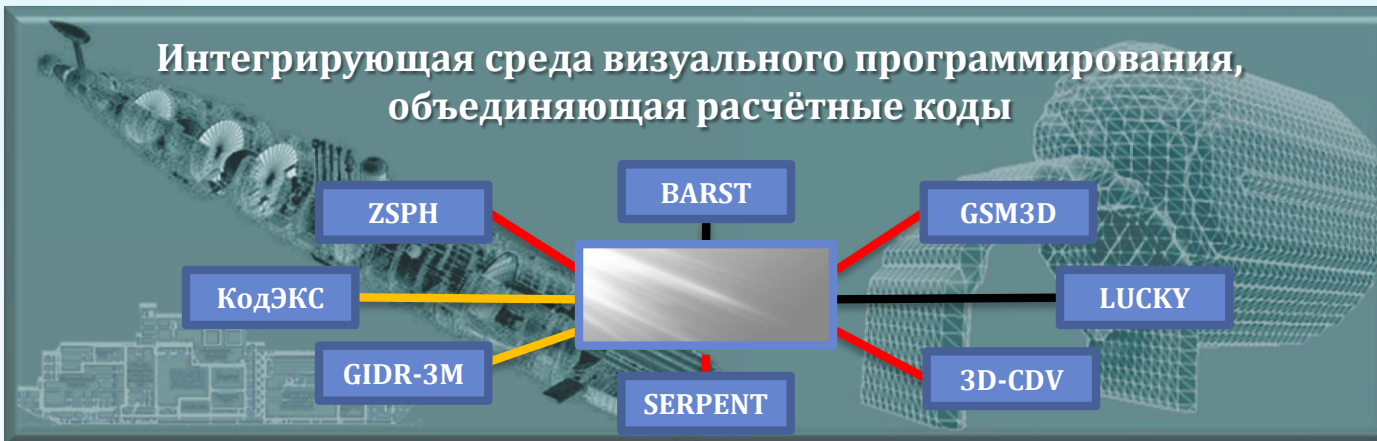 Интегрирующая среда визуального программирования,
объединяющая расчётные коды
BARST
ZSPH
GSM3D
КодЭКС
LUCKY
GIDR-3M
3D-CDV
SERPENT